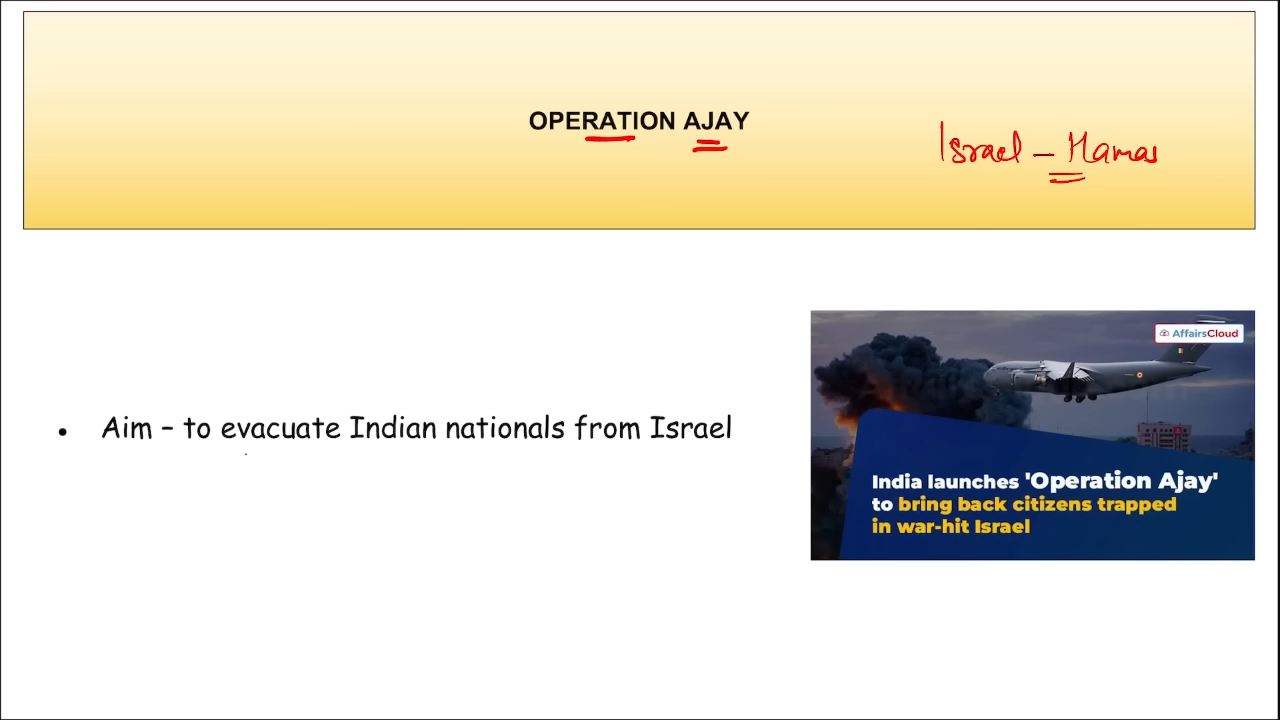 OPERATION AJAY
Israel – Hamas
AffairsCloud
• Aim – to evacuate Indian nationals from Israel
India launches 'Operation Ajay'
to bring back citizens trapped
in war-hit Israel